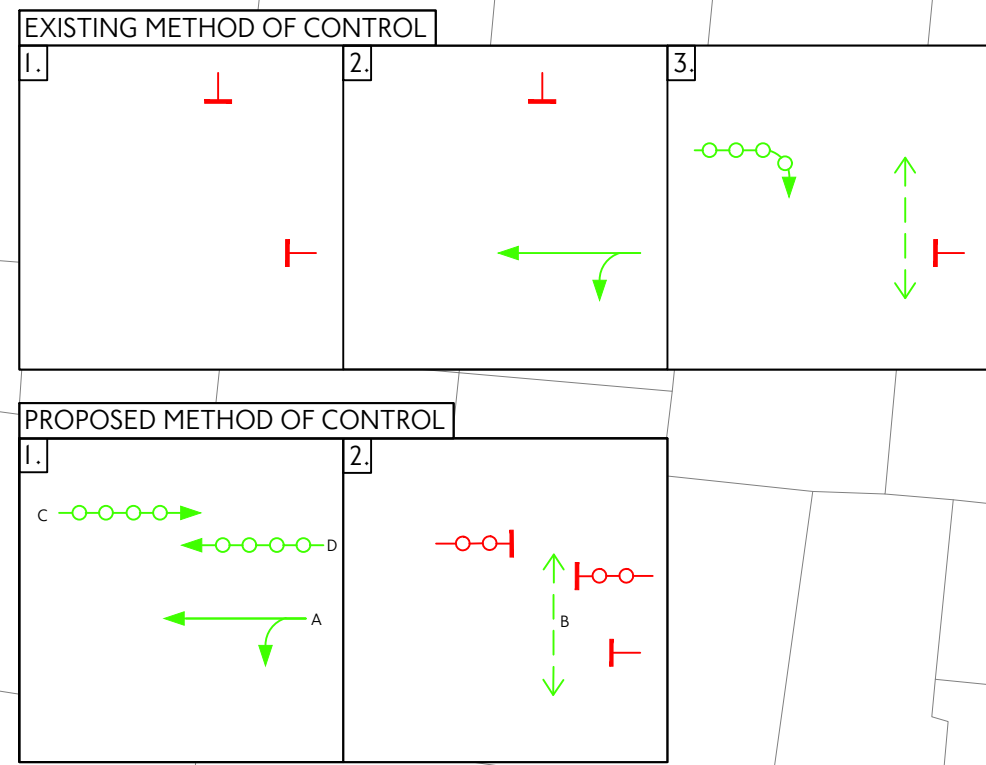 EXISTING METHOD OF CONTROL
1. 2. 3.
PROPOSED METHOD OF CONTROL
1. 2.
C
D
A
B